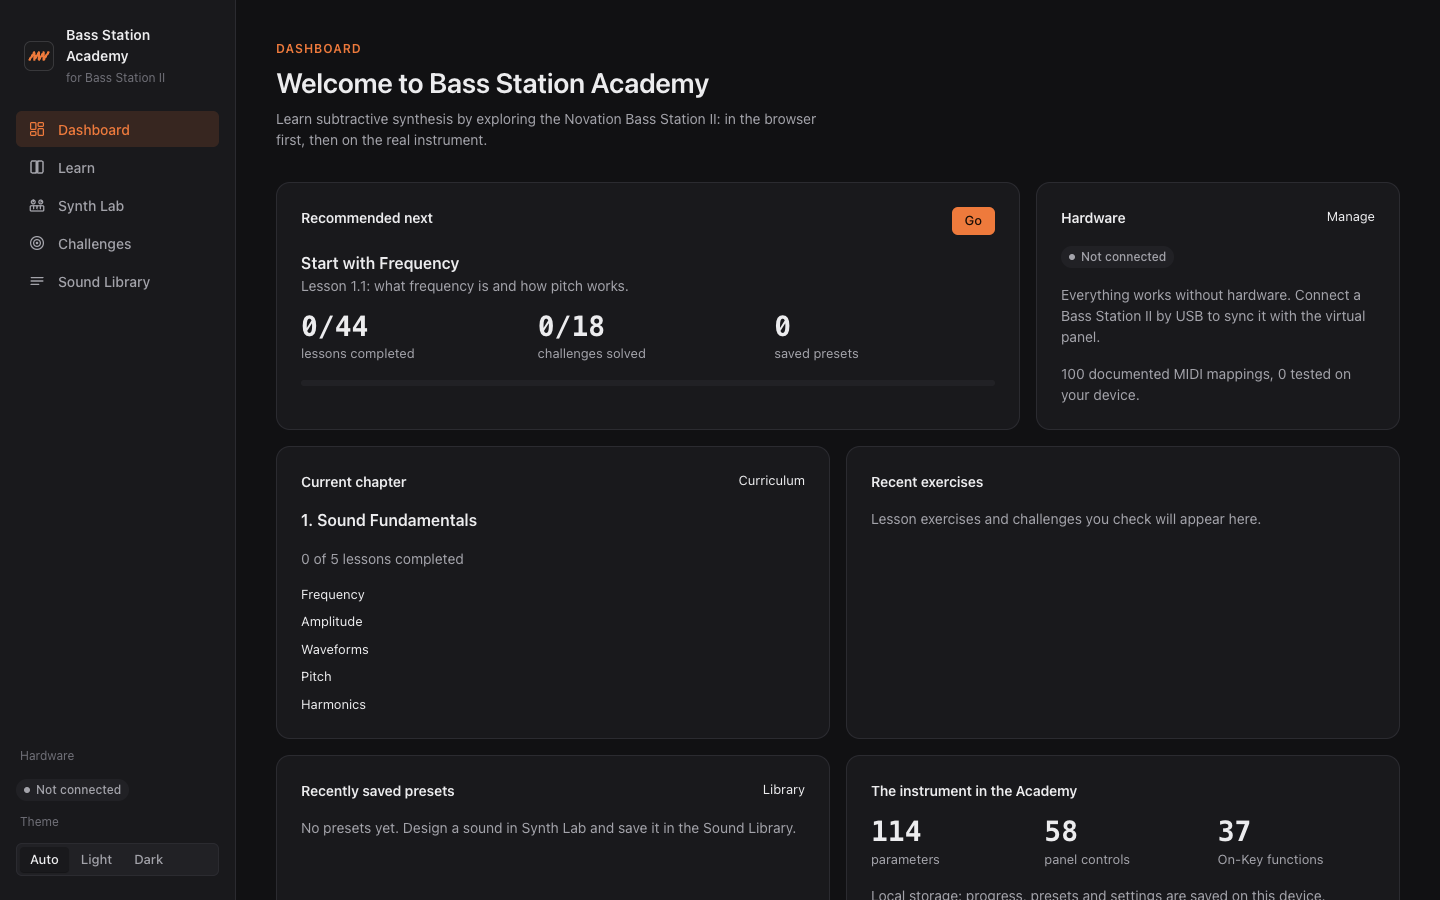 Bass Station
Academy
for Bass Station II
Dashboard
Learn
Synth Lab
Challenges
Sound Library
Hardware
Not connected
Theme
Auto Light Dark
DASHBOARD
Welcome to Bass Station Academy
Learn subtractive synthesis by exploring the Novation Bass Station II: in the browser
first, then on the real instrument.
Recommended next
Go
Start with Frequency
Lesson 1.1: what frequency is and how pitch works.
0/44 0/18 0
lessons completed challenges solved saved presets
Hardware
Manage
Not connected
Everything works without hardware. Connect a
Bass Station II by USB to sync it with the virtual
panel.
100 documented MIDI mappings, 0 tested on
your device.
Current chapter
Curriculum
1. Sound Fundamentals
0 of 5 lessons completed
Frequency
Amplitude
Waveforms
Pitch
Harmonics
Recent exercises
Lesson exercises and challenges you check will appear here.
Recently saved presets
Library
No presets yet. Design a sound in Synth Lab and save it in the Sound Library.
The instrument in the Academy
114 58 37
parameters panel controls On-Key functions
Local storage: progress, presets and settings are saved on this device.